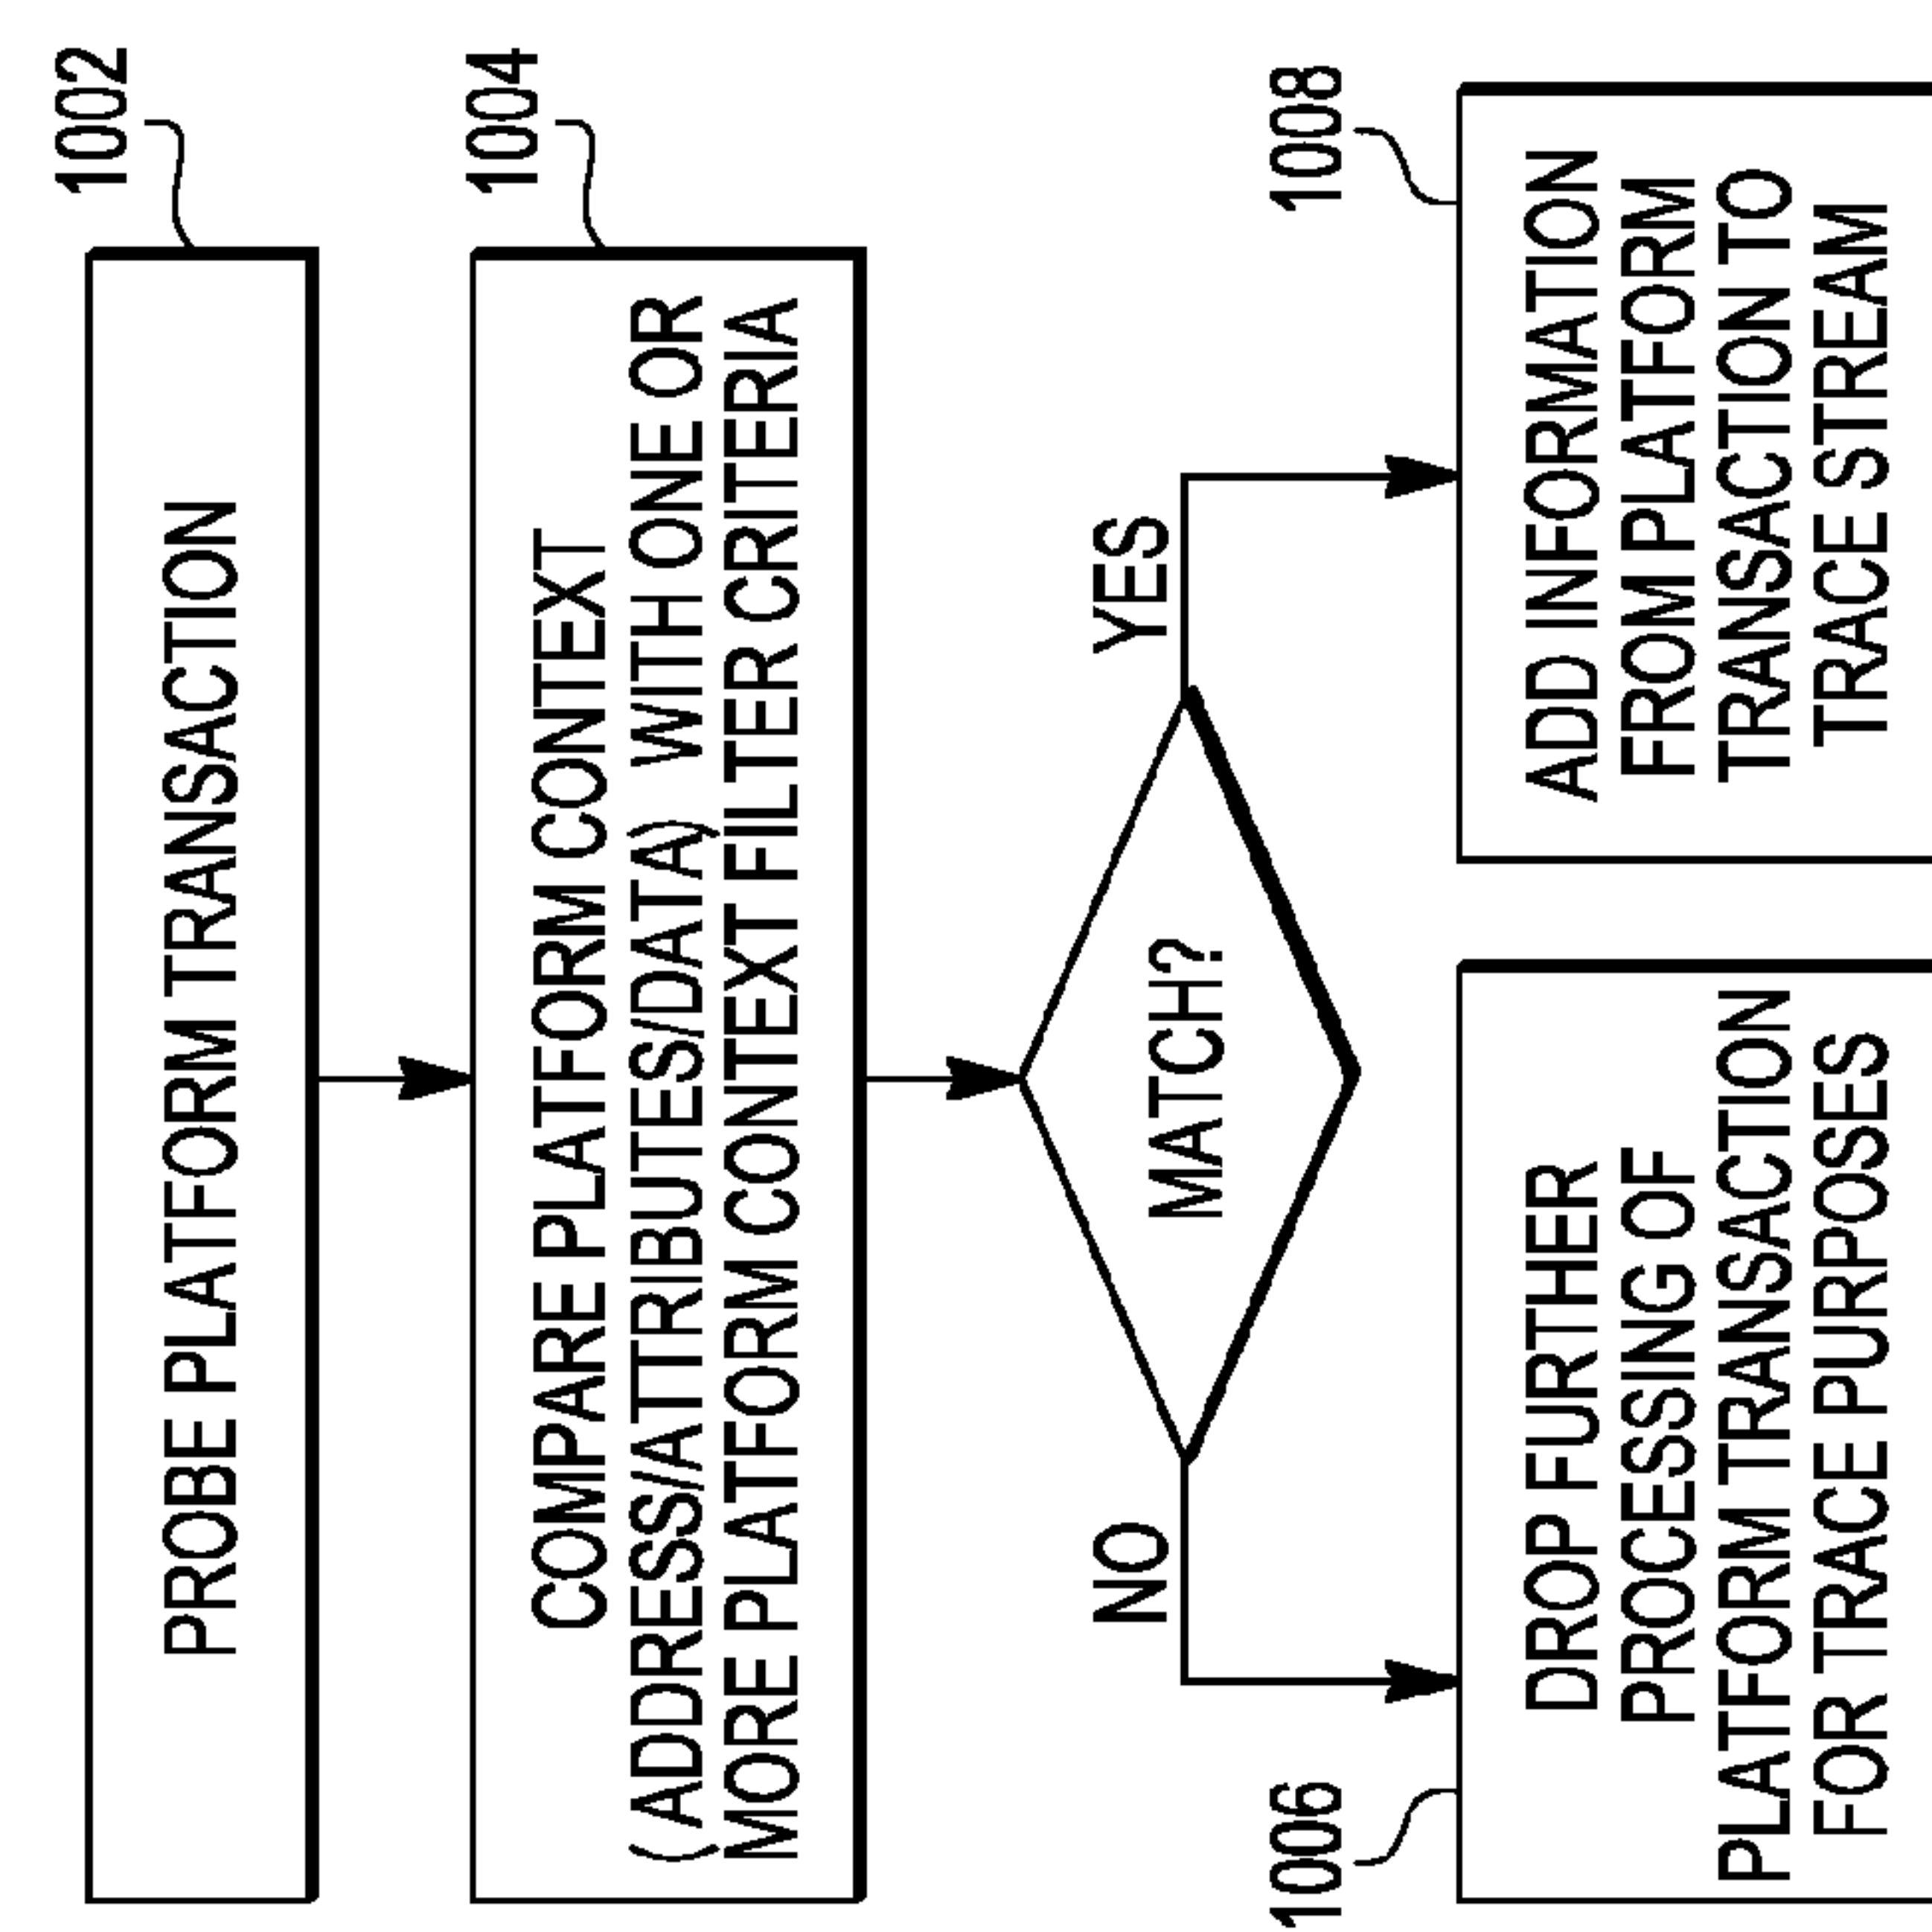 1002
PROBE PLATFORM TRANSACTION
1004
COMPARE PLATFORM CONTEXT
(ADDRESS/ATTRIBUTES/DATA) WITH ONE OR
MORE PLATFORM CONTEXT FILTER CRITERIA
MATCH?
NO
YES
1006
DROP FURTHER
PROCESSING OF
PLATFORM TRANSACTION
FOR TRACE PURPOSES
1008
ADD INFORMATION
FROM PLATFORM
TRANSACTION TO
TRACE STREAM